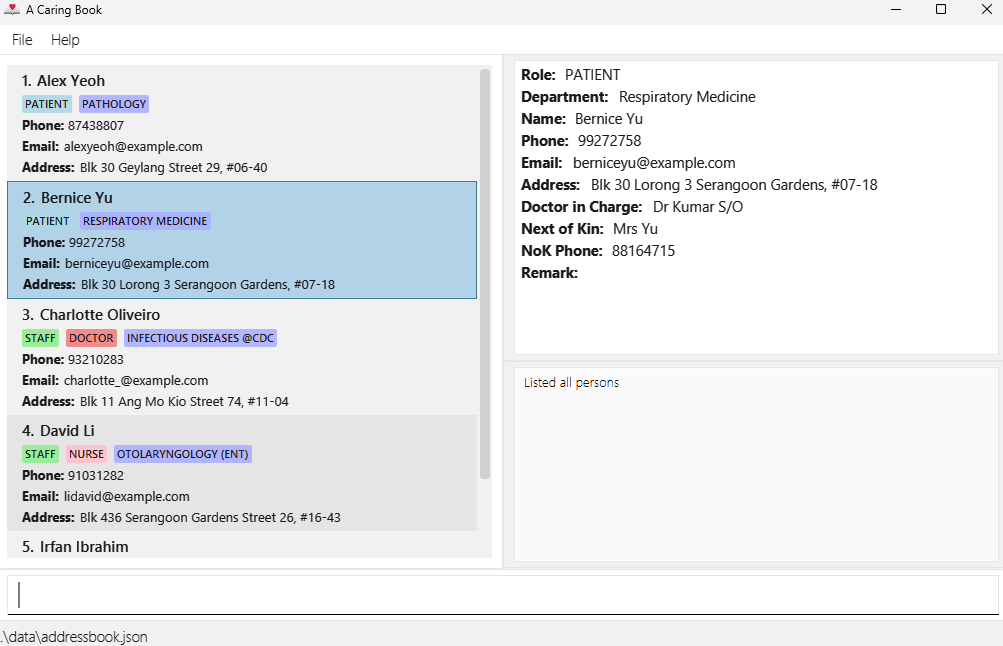 A Caring Book
File Help
1. Alex Yeoh
PATIENT PATHOLOGY
Phone: 87438807
Email: alexyeoh@example.com
Address: Blk 30 Geylang Street 29, #06-40
2. Bernice Yu
PATIENT RESPIRATORY MEDICINE
Phone: 99272758
Email: berniceyu@example.com
Address: Blk 30 Lorong 3 Serangoon Gardens, #07-18
3. Charlotte Oliveiro
STAFF DOCTOR INFECTIOUS DISEASES @CDC
Phone: 93210283
Email: charlotte_@example.com
Address: Blk 11 Ang Mo Kio Street 74, #11-04
4. David Li
STAFF NURSE OTOLARYNGOLOGY (ENT)
Phone: 91031282
Email: lidavid@example.com
Address: Blk 436 Serangoon Gardens Street 26, #16-43
5. Irfan Ibrahim
Role: PATIENT
Department: Respiratory Medicine
Name: Bernice Yu
Phone: 99272758
Email: berniceyu@example.com
Address: Blk 30 Lorong 3 Serangoon Gardens, #07-18
Doctor in Charge: Dr Kumar S/O
Next of Kin: Mrs Yu
NoK Phone: 88164715
Remark:
Listed all persons
.\data\addressbook.json